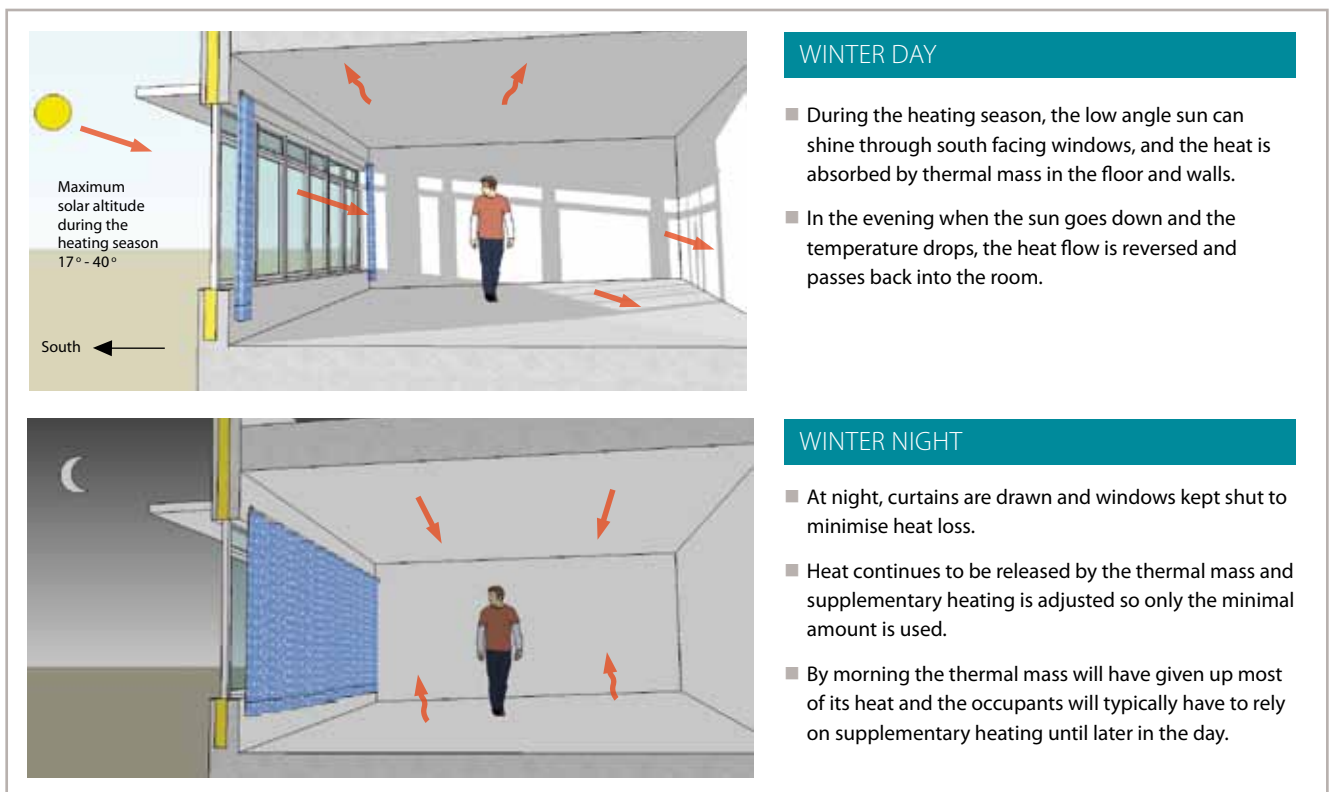 WINTER DAY
■ During the heating season, the low angle sun can
shine through south facing windows, and the heat is
absorbed by thermal mass in the floor and walls.
■ In the evening when the sun goes down and the
temperature drops, the heat flow is reversed and
passes back into the room.
Maximum
solar altitude
during the
heating season
17° - 40°
South
WINTER NIGHT
■ At night, curtains are drawn and windows kept shut to
minimise heat loss.
■ Heat continues to be released by the thermal mass and
supplementary heating is adjusted so only the minimal
amount is used.
■ By morning the thermal mass will have given up most
of its heat and the occupants will typically have to rely
on supplementary heating until later in the day.